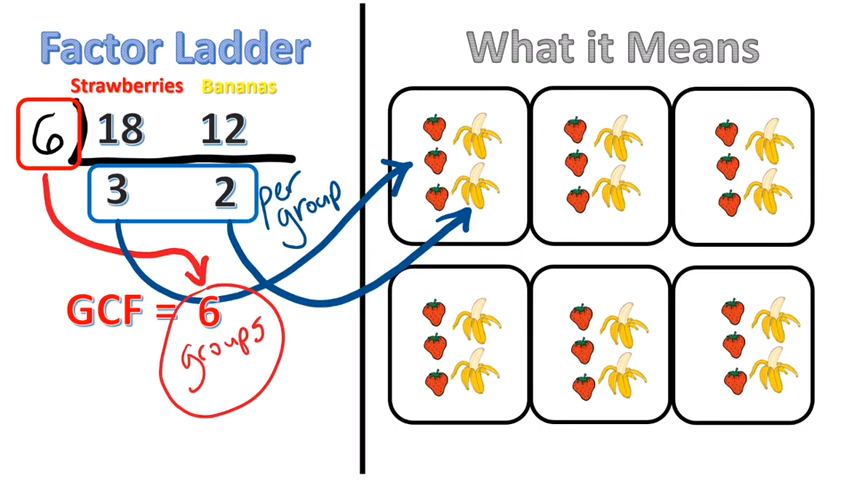 Factor Ladder
Strawberries Bananas
6 18 12
3 2 per group
GCF = 6
groups
What it Means